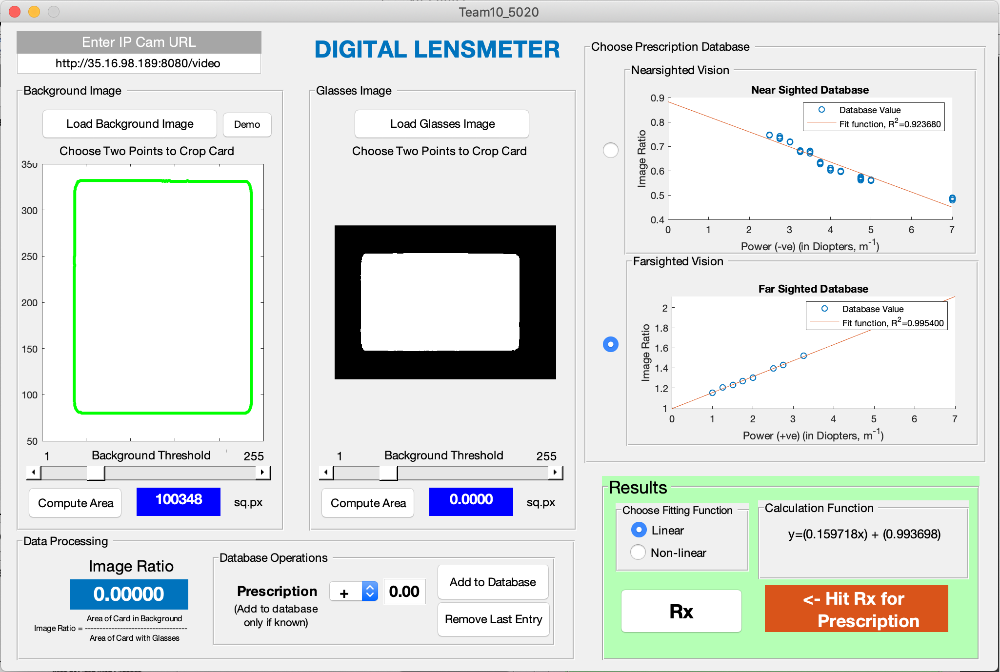 Team10_5020
Enter IP Cam URL
http://35.16.98.189:8080/video
DIGITAL LENSMETER
Background Image
Load Background Image
Demo
Choose Two Points to Crop Card
350
300
250
200
150
100
50
1
Background Threshold
255
Compute Area
100348
sq.px
Glasses Image
Load Glasses Image
Choose Two Points to Crop Card
1
Background Threshold
255
Compute Area
0.0000
sq.px
Choose Prescription Database
Nearsighted Vision
Near Sighted Database
0.9
0.8
0.7
0.6
0.5
0.4
Image Ratio
Database Value
Fit function, R2=0.923680
0 1 2 3 4 5 6 7
Power (-ve) (in Diopters, m-1)
Farsighted Vision
Far Sighted Database
2
1.8
1.6
1.4
1.2
1
Image Ratio
Database Value
Fit function, R2=0.995400
0 1 2 3 4 5 6 7
Power (+ve) (in Diopters, m-1)
Data Processing
Image Ratio
0.00000
Area of Card in Background
Image Ratio = -----------------------------------
Area of Card with Glasses
Database Operations
Prescription
(Add to database
only if known)
+
0.00
Add to Database
Remove Last Entry
Results
Choose Fitting Function
Linear
Non-linear
Calculation Function
y=(0.159718x) + (0.993698)
Rx
<- Hit Rx for
Prescription